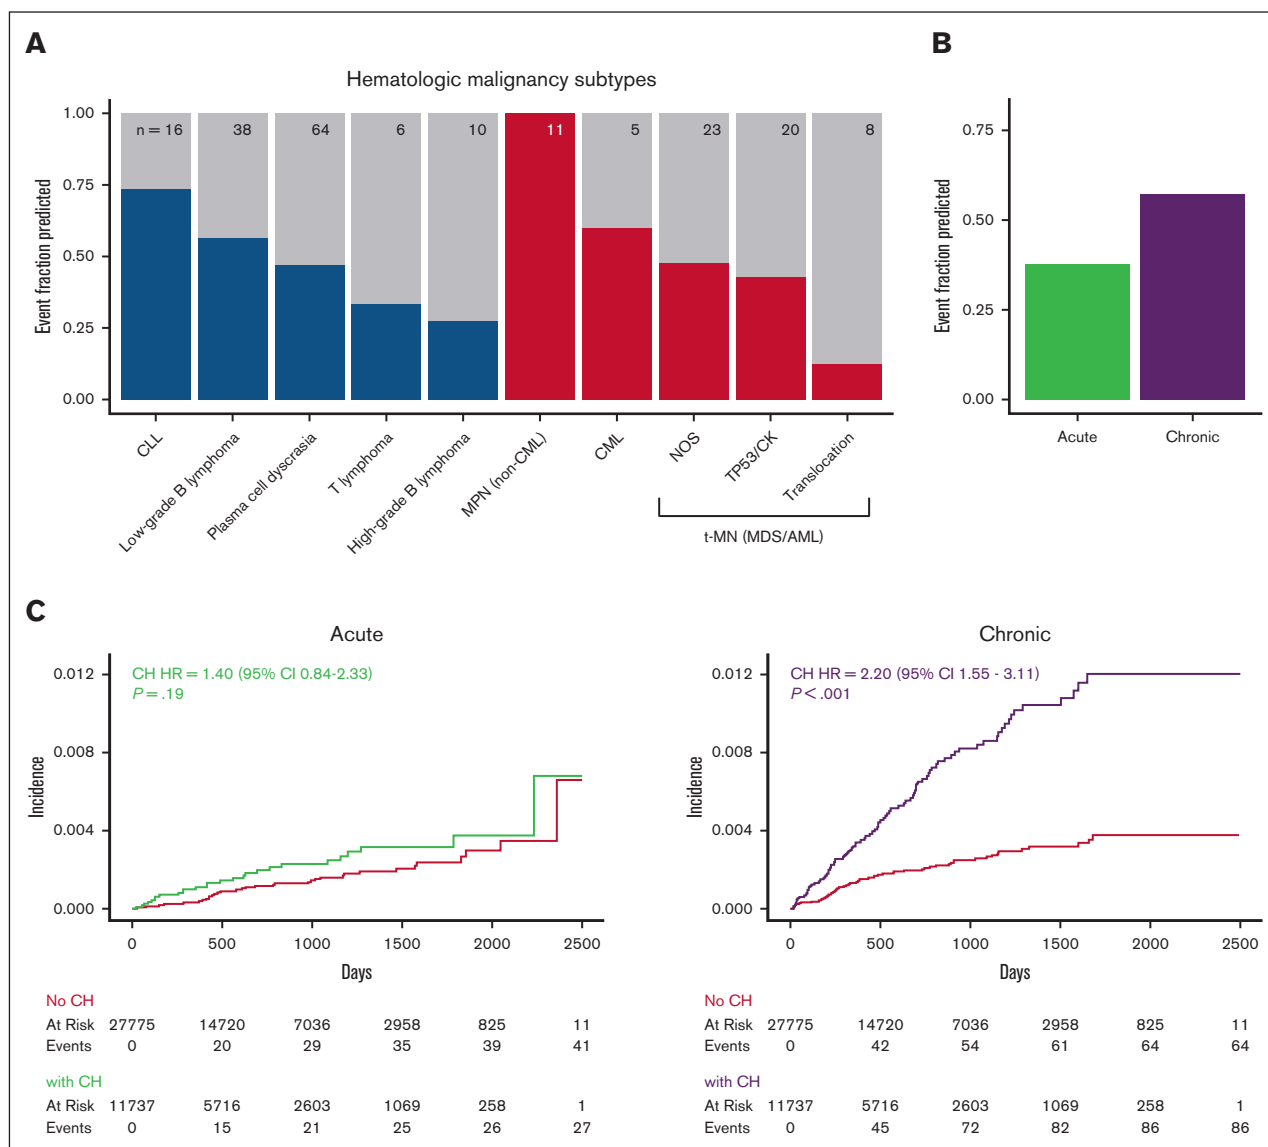 A
Hematologic malignancy subtypes
Event fraction predicted
1.00
0.75
0.50
0.25
0.00
n = 16
38
64
6
10
11
5
23
20
8
CLL
Low-grade B lymphoma
Plasma cell dyscrasia
T lymphoma
High-grade B lymphoma
MPN (non-CML)
CML
NOS
TP53/CK
Translocation
t-MN (MDS/AML)
B
Event fraction predicted
0.75
0.50
0.25
0.00
Acute
Chronic
C
Acute
CH HR = 1.40 (95% CI 0.84-2.33)
P = .19
Incidence
0.012
0.008
0.004
0.000
0 500 1000 1500 2000 2500
Days
No CH
At Risk 27775 14720 7036 2958 825 11
Events 0 20 29 35 39 41
with CH
At Risk 11737 5716 2603 1069 258 1
Events 0 15 21 25 26 27
Chronic
CH HR = 2.20 (95% CI 1.55 - 3.11)
P < .001
Incidence
0.012
0.008
0.004
0.000
0 500 1000 1500 2000 2500
Days
No CH
At Risk 27775 14720 7036 2958 825 11
Events 0 42 54 61 64 64
with CH
At Risk 11737 5716 2603 1069 258 1
Events 0 45 72 82 86 86